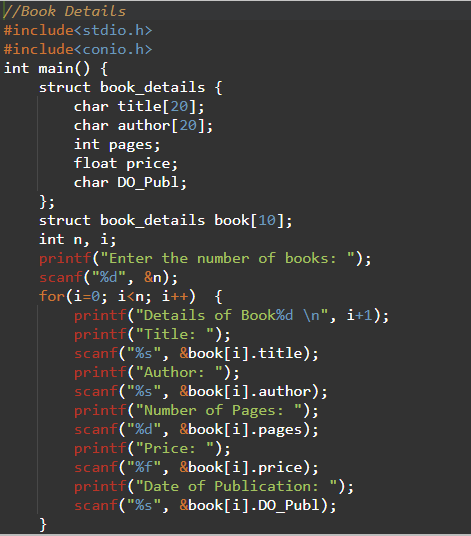 //Book Details
#include<stdio.h>
#include<conio.h>
int main() {
    struct book_details {
        char title[20];
        char author[20];
        int pages;
        float price;
        char DO_Publ;
    };
    struct book_details book[10];
    int n, i;
    printf("Enter the number of books: ");
    scanf("%d", &n);
    for(i=0; i<n; i++)  {
        printf("Details of Book%d \n", i+1);
        printf("Title: ");
        scanf("%s", &book[i].title);
        printf("Author: ");
        scanf("%s", &book[i].author);
        printf("Number of Pages: ");
        scanf("%d", &book[i].pages);
        printf("Price: ");
        scanf("%f", &book[i].price);
        printf("Date of Publication: ");
        scanf("%s", &book[i].DO_Publ);
    }